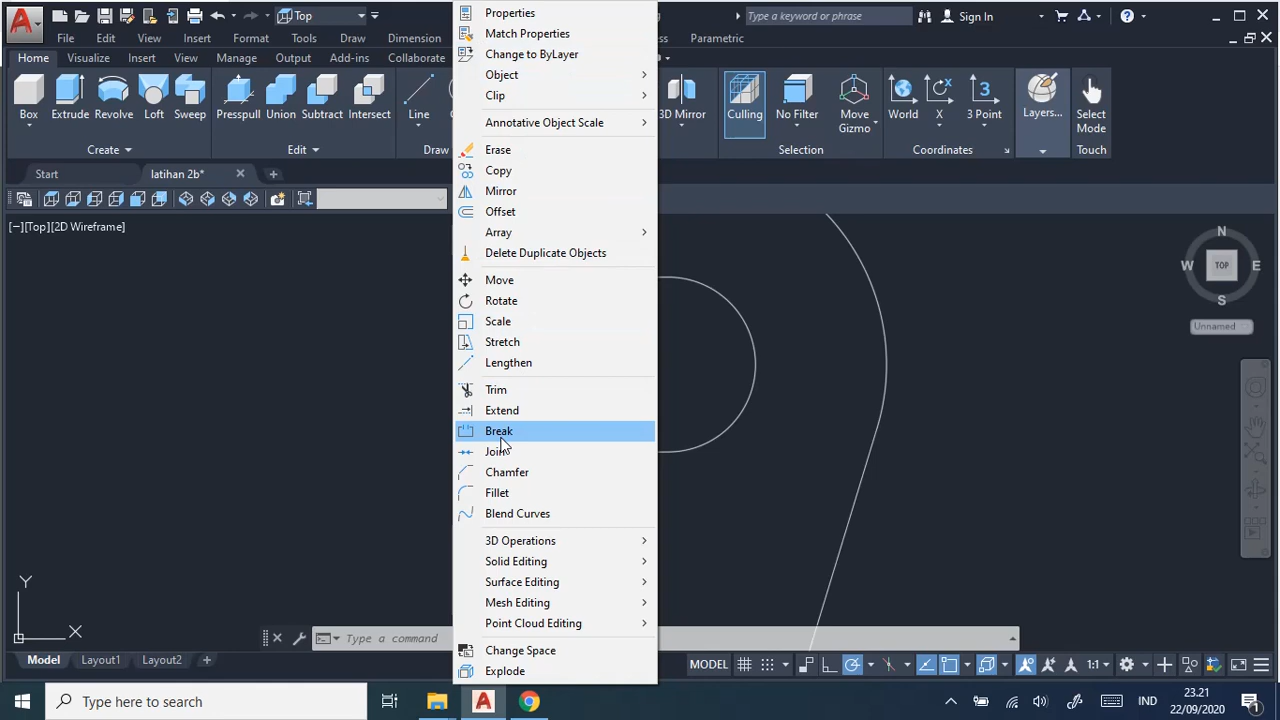 Top
Type a keyword or phrase
Sign In
File Edit View Insert Format Tools Draw Dimension
Parametric
Home Visualize Insert View Manage Output Add-ins Collaborate
Box Extrude Revolve Loft Sweep
Presspull Union Subtract Intersect
Line
3D Mirror
Culling
No Filter
Move
Gizmo
World X 3 Point
Layers...
Select
Mode
Create
Edit
Draw
Selection
Coordinates
Touch
Start latihan 2b*
[−][Top][2D Wireframe]
Properties
Match Properties
Change to ByLayer
Object
Clip
Annotative Object Scale
Erase
Copy
Mirror
Offset
Array
Delete Duplicate Objects
Move
Rotate
Scale
Stretch
Lengthen
Trim
Extend
Break
Join
Chamfer
Fillet
Blend Curves
3D Operations
Solid Editing
Surface Editing
Mesh Editing
Point Cloud Editing
Change Space
Explode
N
W TOP E
S
Unnamed
Y
X
Type a command
Model Layout1 Layout2 +
MODEL
1:1
Type here to search
IND
23.21
22/09/2020
1